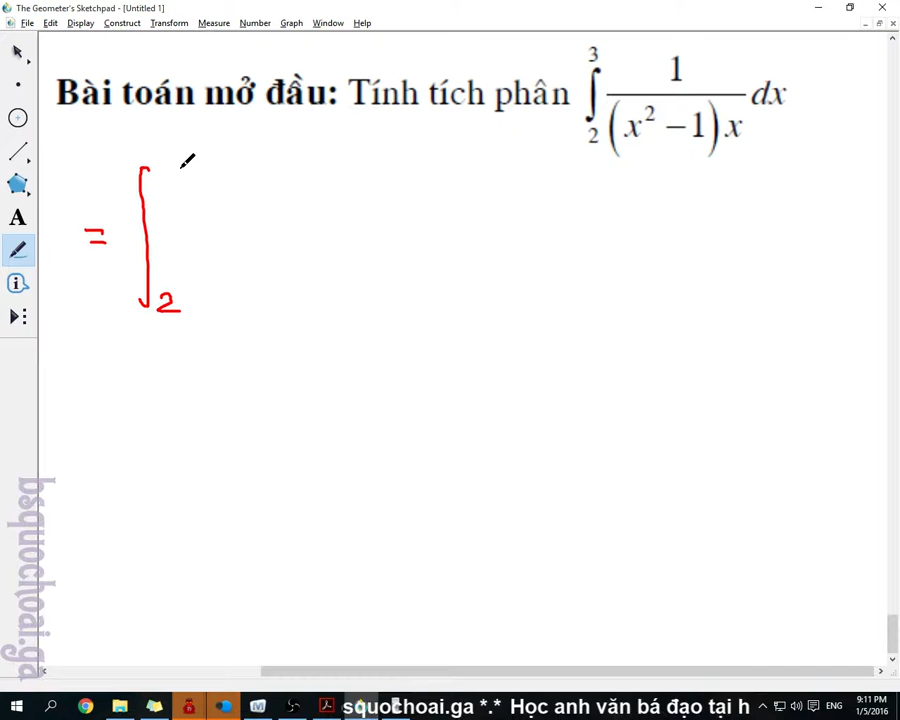 The Geometer's Sketchpad - [Untitled 1]
File Edit Display Construct Transform Measure Number Graph Window Help
Bài toán mở đầu: Tính tích phân ∫₂³ 1/((x² − 1)x) dx
= ∫₂
A
bsquochoai.ga
squochoai.ga *.* Học anh văn bá đạo tại h
9:11 PM
1/5/2016